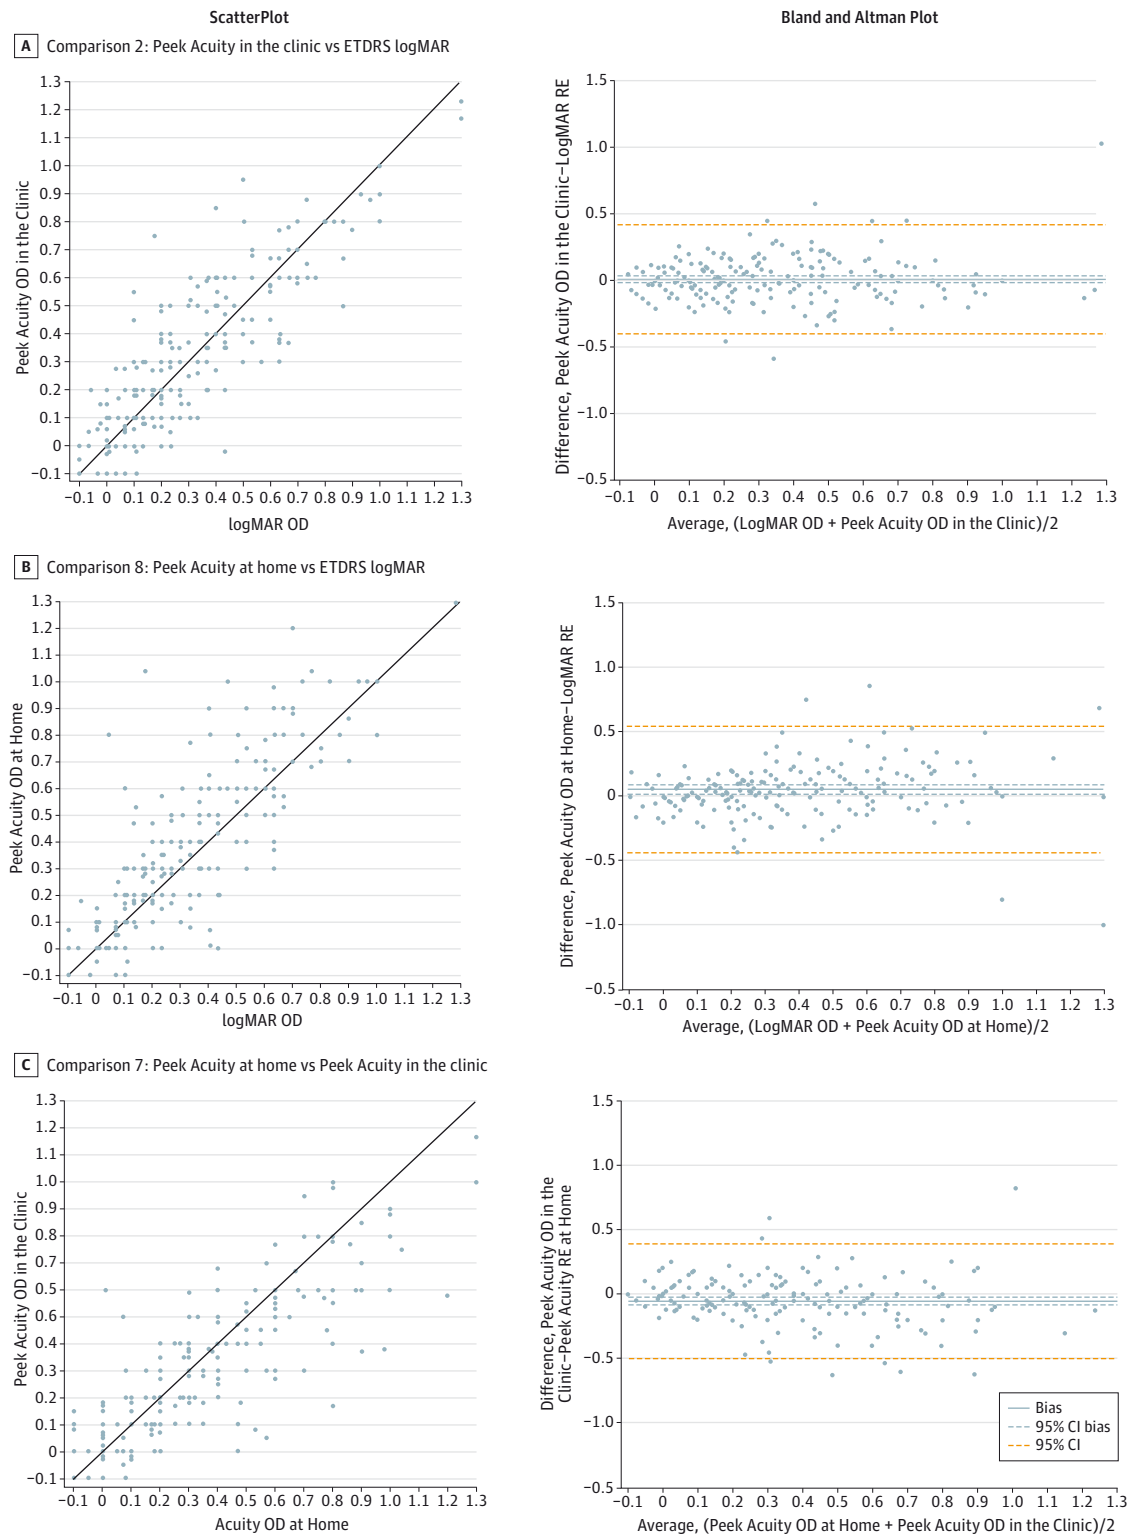 ScatterPlot
Bland and Altman Plot
A Comparison 2: Peek Acuity in the clinic vs ETDRS logMAR
Peek Acuity OD in the Clinic
1.3
1.2
1.1
1.0
0.9
0.8
0.7
0.6
0.5
0.4
0.3
0.2
0.1
0
−0.1
−0.1 0 0.1 0.2 0.3 0.4 0.5 0.6 0.7 0.8 0.9 1.0 1.1 1.2 1.3
logMAR OD
Difference, Peek Acuity OD in the Clinic–LogMAR RE
1.5
1.0
0.5
0
−0.5
−1.0
−0.5
−0.1 0 0.1 0.2 0.3 0.4 0.5 0.6 0.7 0.8 0.9 1.0 1.2 1.3
Average, (LogMAR OD + Peek Acuity OD in the Clinic)/2
B Comparison 8: Peek Acuity at home vs ETDRS logMAR
Peek Acuity OD at Home
1.3
1.2
1.1
1.0
0.9
0.8
0.7
0.6
0.5
0.4
0.3
0.2
0.1
0
−0.1
−0.1 0 0.1 0.2 0.3 0.4 0.5 0.6 0.7 0.8 0.9 1.0 1.1 1.2 1.3
logMAR OD
Difference, Peek Acuity OD at Home–LogMAR RE
1.5
1.0
0.5
0
−0.5
−1.0
−0.5
−0.1 0 0.1 0.2 0.3 0.4 0.5 0.6 0.7 0.8 0.9 1.0 1.2 1.3
Average, (LogMAR OD + Peek Acuity OD at Home)/2
C Comparison 7: Peek Acuity at home vs Peek Acuity in the clinic
Peek Acuity OD in the Clinic
1.3
1.2
1.1
1.0
0.9
0.8
0.7
0.5
0.6
0.4
0.3
0.2
0.1
0
−0.1
−0.1 0 0.1 0.2 0.3 0.4 0.5 0.6 0.7 0.8 0.9 1.0 1.1 1.2 1.3
Acuity OD at Home
Difference, Peek Acuity OD in the
Clinic–Peek Acuity RE at Home
1.5
1.0
0.5
0
−0.5
−1.0
−0.5
Bias
95% CI bias
95% CI
−0.1 0 0.1 0.2 0.3 0.4 0.5 0.6 0.7 0.8 0.9 1.0 1.2 1.3
Average, (Peek Acuity OD at Home + Peek Acuity OD in the Clinic)/2